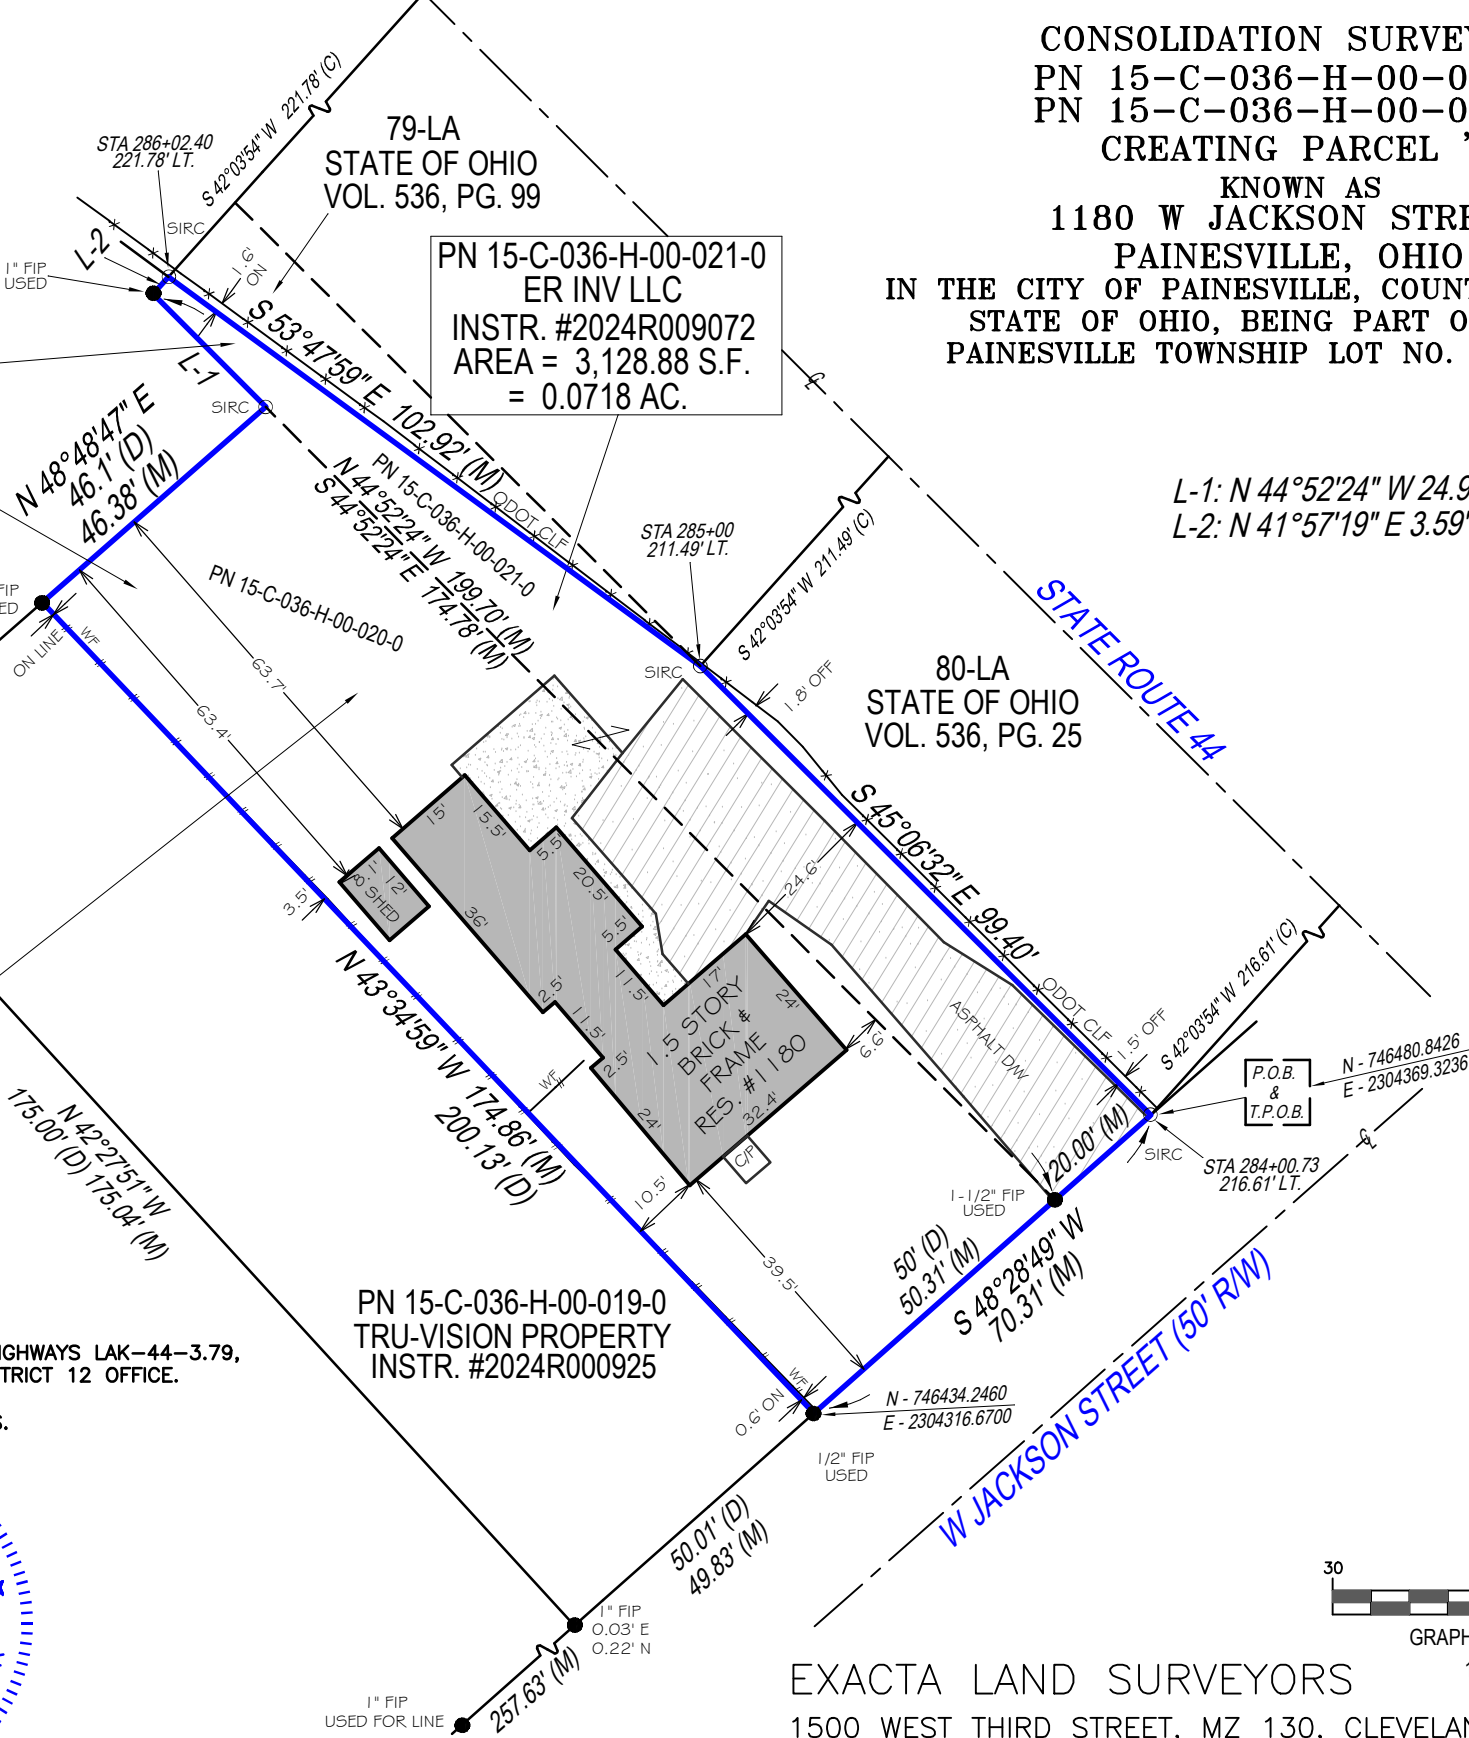 CONSOLIDATION SURVEY
PN 15-C-036-H-00-0
PN 15-C-036-H-00-0
CREATING PARCEL "
KNOWN AS
1180 W JACKSON STRE
PAINESVILLE, OHIO
IN THE CITY OF PAINESVILLE, COUNT
STATE OF OHIO, BEING PART O
PAINESVILLE TOWNSHIP LOT NO.
L-1: N 44°52'24" W 24.9
L-2: N 41°57'19" E 3.59'
STA 286+02.40
221.78' LT.
S 42°03'54" W 221.78' (C)
79-LA
STATE OF OHIO
VOL. 536, PG. 99
SIRC
L-2
1" FIP
USED
1.6'
ON
PN 15-C-036-H-00-021-0
ER INV LLC
INSTR. #2024R009072
AREA = 3,128.88 S.F.
= 0.0718 AC.
S 53°47'59" E 102.92' (M)
L-1
SIRC
N 48°48'47" E
46.1' (D)
46.38' (M)
PN 15-C-036-H-00-021-0
N 44°52'24" W 199.70' (M)
S 44°52'24" E 174.78' (M)
ODOT CLF
STA 285+00
211.49' LT.
S 42°03'54" W 211.49' (C)
STATE ROUTE 44
FIP
ED
ON LINE
WF
PN 15-C-036-H-00-020-0
63.7'
63.4'
SIRC
1.8' OFF
80-LA
STATE OF OHIO
VOL. 536, PG. 25
S 45°06'32" E 99.40'
24.6'
15'
15.5'
5.5
20.5'
5.5'
11.5'
17'
24'
36'
2.5'
11.5'
2.5'
24'
32.4'
8.1'
12'
SHED
3.5'
1.5 STORY
BRICK &
FRAME
RES. #1180
C/P
9.9'
ASPHALT D/W
ODOT CLF
1.5' OFF
S 42°03'54" W 216.61' (C)
P.O.B.
&
T.P.O.B.
N - 746480.8426
E - 2304369.3236
SIRC
STA 284+00.73
216.61' LT.
20.00' (M)
1-1/2" FIP
USED
50' (D)
50.31' (M)
S 48°28'49" W
70.31' (M)
N 43°34'59" W 174.86' (M)
200.13' (D)
WF
10.5'
39.5'
N 42°27'51" W
175.00' (D) 175.04' (M)
PN 15-C-036-H-00-019-0
TRU-VISION PROPERTY
INSTR. #2024R000925
WF
0.6' ON
N - 746434.2460
E - 2304316.6700
1/2" FIP
USED
W JACKSON STREET (50' R/W)
IGHWAYS LAK-44-3.79,
TRICT 12 OFFICE.
S.
50.01' (D)
49.83' (M)
1" FIP
0.03' E
0.22' N
257.63' (M)
1" FIP
USED FOR LINE
30
GRAPH
EXACTA LAND SURVEYORS
1500 WEST THIRD STREET, MZ 130, CLEVELAN